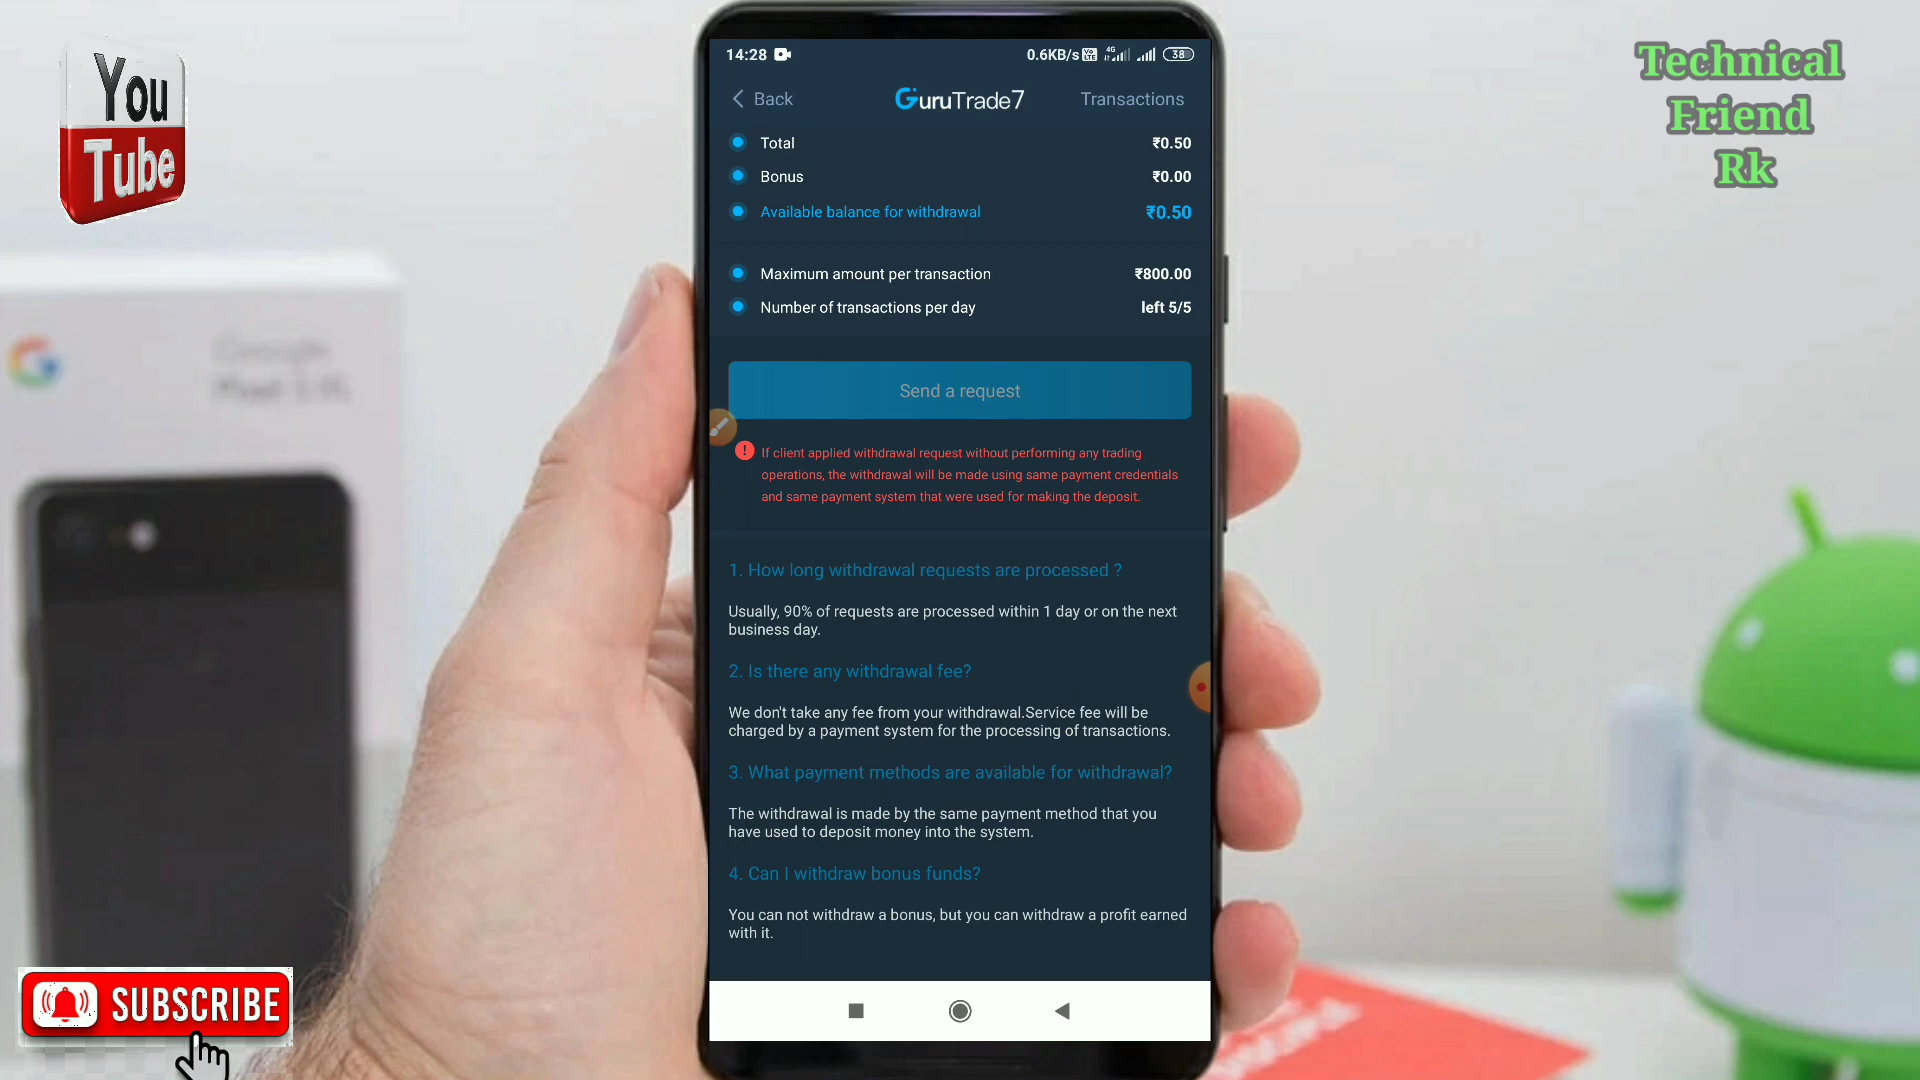 You
Tube
Technical
Friend
Rk
14:28
0.6KB/s
Vo
LTE
4G
38
Back
GuruTrade7
Transactions
Total ₹0.50
Bonus ₹0.00
Available balance for withdrawal ₹0.50
Maximum amount per transaction ₹800.00
Number of transactions per day left 5/5
Send a request
If client applied withdrawal request without performing any trading
operations, the withdrawal will be made using same payment credentials
and same payment system that were used for making the deposit.
1. How long withdrawal requests are processed ?
Usually, 90% of requests are processed within 1 day or on the next
business day.
2. Is there any withdrawal fee?
We don't take any fee from your withdrawal.Service fee will be
charged by a payment system for the processing of transactions.
3. What payment methods are available for withdrawal?
The withdrawal is made by the same payment method that you
have used to deposit money into the system.
4. Can I withdraw bonus funds?
You can not withdraw a bonus, but you can withdraw a profit earned
with it.
Google
SUBSCRIBE